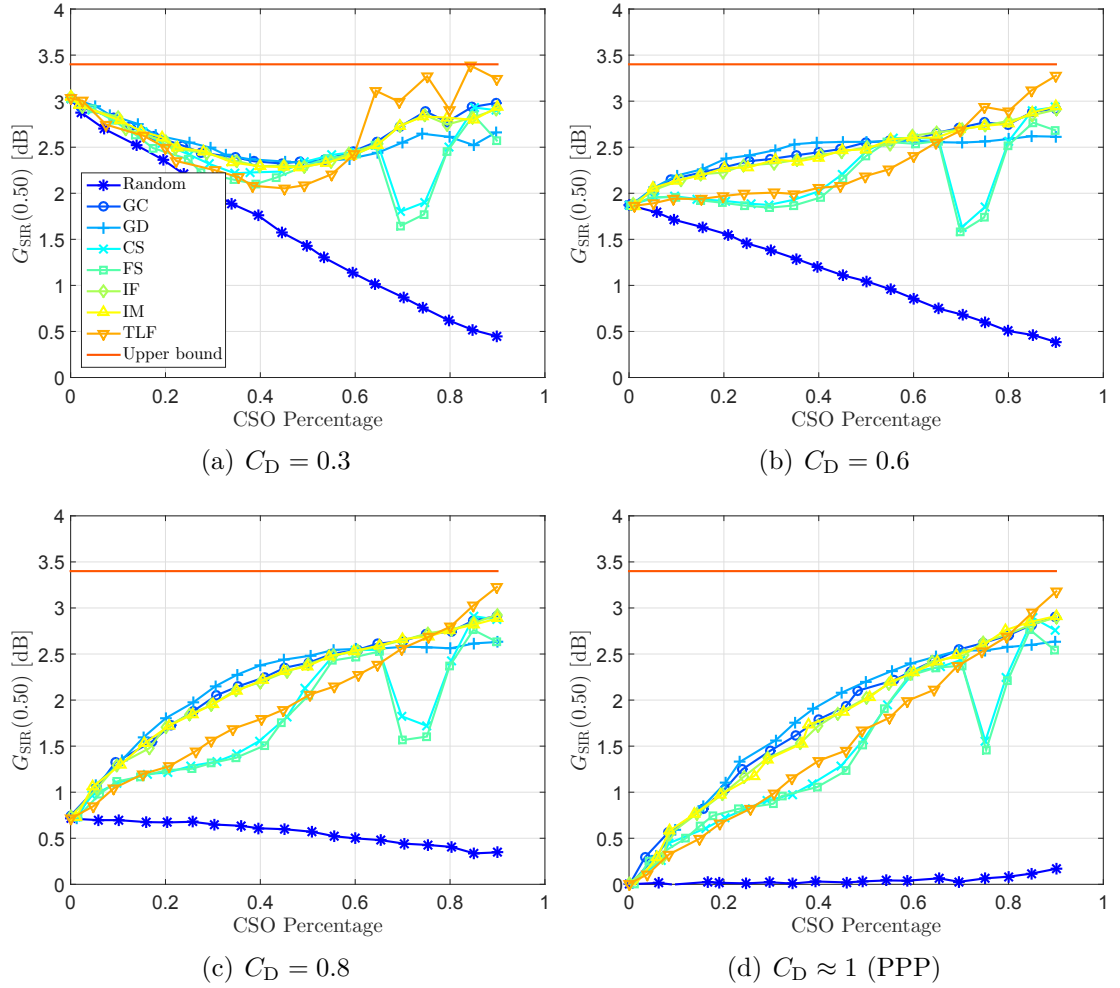 4
3.5
3
2.5
2
1.5
1
0.5
0
G_SIR(0.50) [dB]
Random
GC
GD
CS
FS
IF
IM
TLF
Upper bound
0 0.2 0.4 0.6 0.8 1
CSO Percentage
(a) C_D = 0.3
4
3.5
3
2.5
2
1.5
1
0.5
0
G_SIR(0.50) [dB]
0 0.2 0.4 0.6 0.8 1
CSO Percentage
(b) C_D = 0.6
4
3.5
3
2.5
2
1.5
1
0.5
0
G_SIR(0.50) [dB]
0 0.2 0.4 0.6 0.8 1
CSO Percentage
(c) C_D = 0.8
4
3.5
3
2.5
2
1.5
1
0.5
0
G_SIR(0.50) [dB]
0 0.2 0.4 0.6 0.8 1
CSO Percentage
(d) C_D ≈ 1 (PPP)